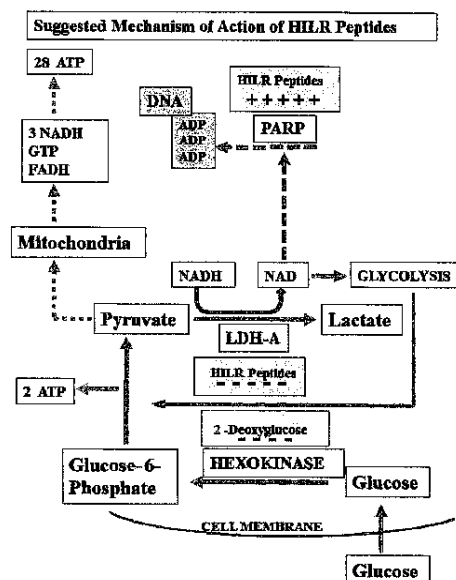 Suggested Mechanism of Action of HILR Peptides
28 ATP
HILR Peptides
+ + + + +
DNA
ADP
ADP
ADP
PARP
3 NADH
GTP
FADH
Mitochondria
NADH
NAD
GLYCOLYSIS
Pyruvate
Lactate
LDH-A
HILR Peptides
- - - - -
2 ATP
2 -Deoxyglucose
- - - -
Glucose-6-
Phosphate
HEXOKINASE
Glucose
CELL MEMBRANE
Glucose